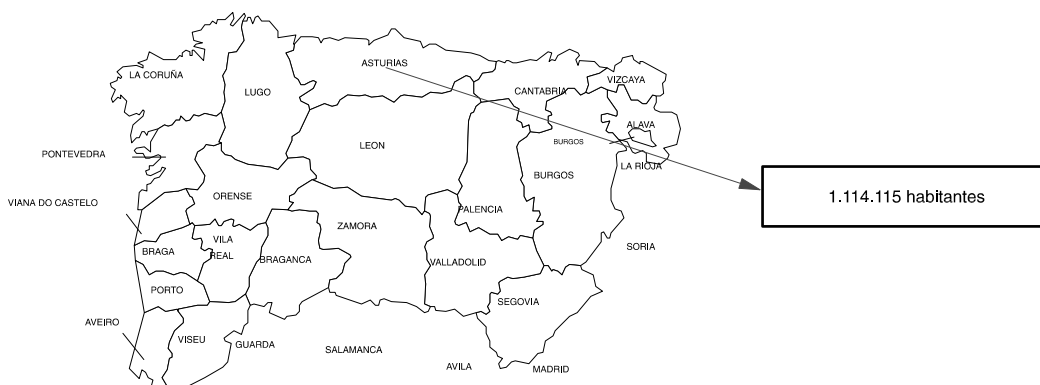 ASTURIAS
LA CORUÑA
VIZCAYA
LUGO
CANTABRIA
ALAVA
BURGOS
LEON
PONTEVEDRA
LA RIOJA
BURGOS
ORENSE
1.114.115 habitantes
VIANA DO CASTELO
PALENCIA
ZAMORA
VILA
REAL
SORIA
BRAGA
BRAGANCA
VALLADOLID
PORTO
SEGOVIA
AVEIRO
VISEU
GUARDA
SALAMANCA
AVILA
MADRID